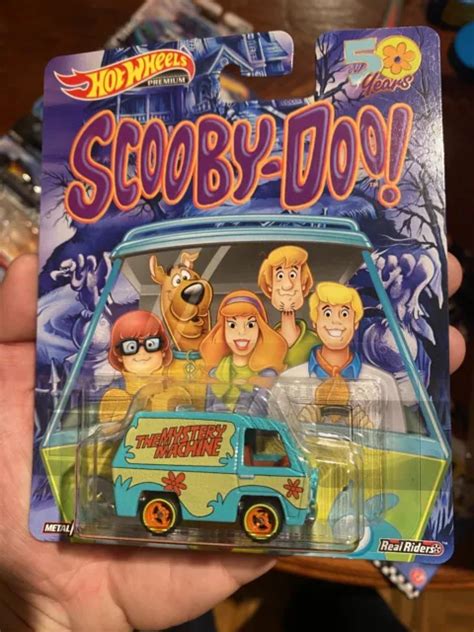 Hot Wheels
PREMIUM
50
Years
SCOOBY-DOO!
THE MYSTERY
MACHINE
METAL
Real Riders